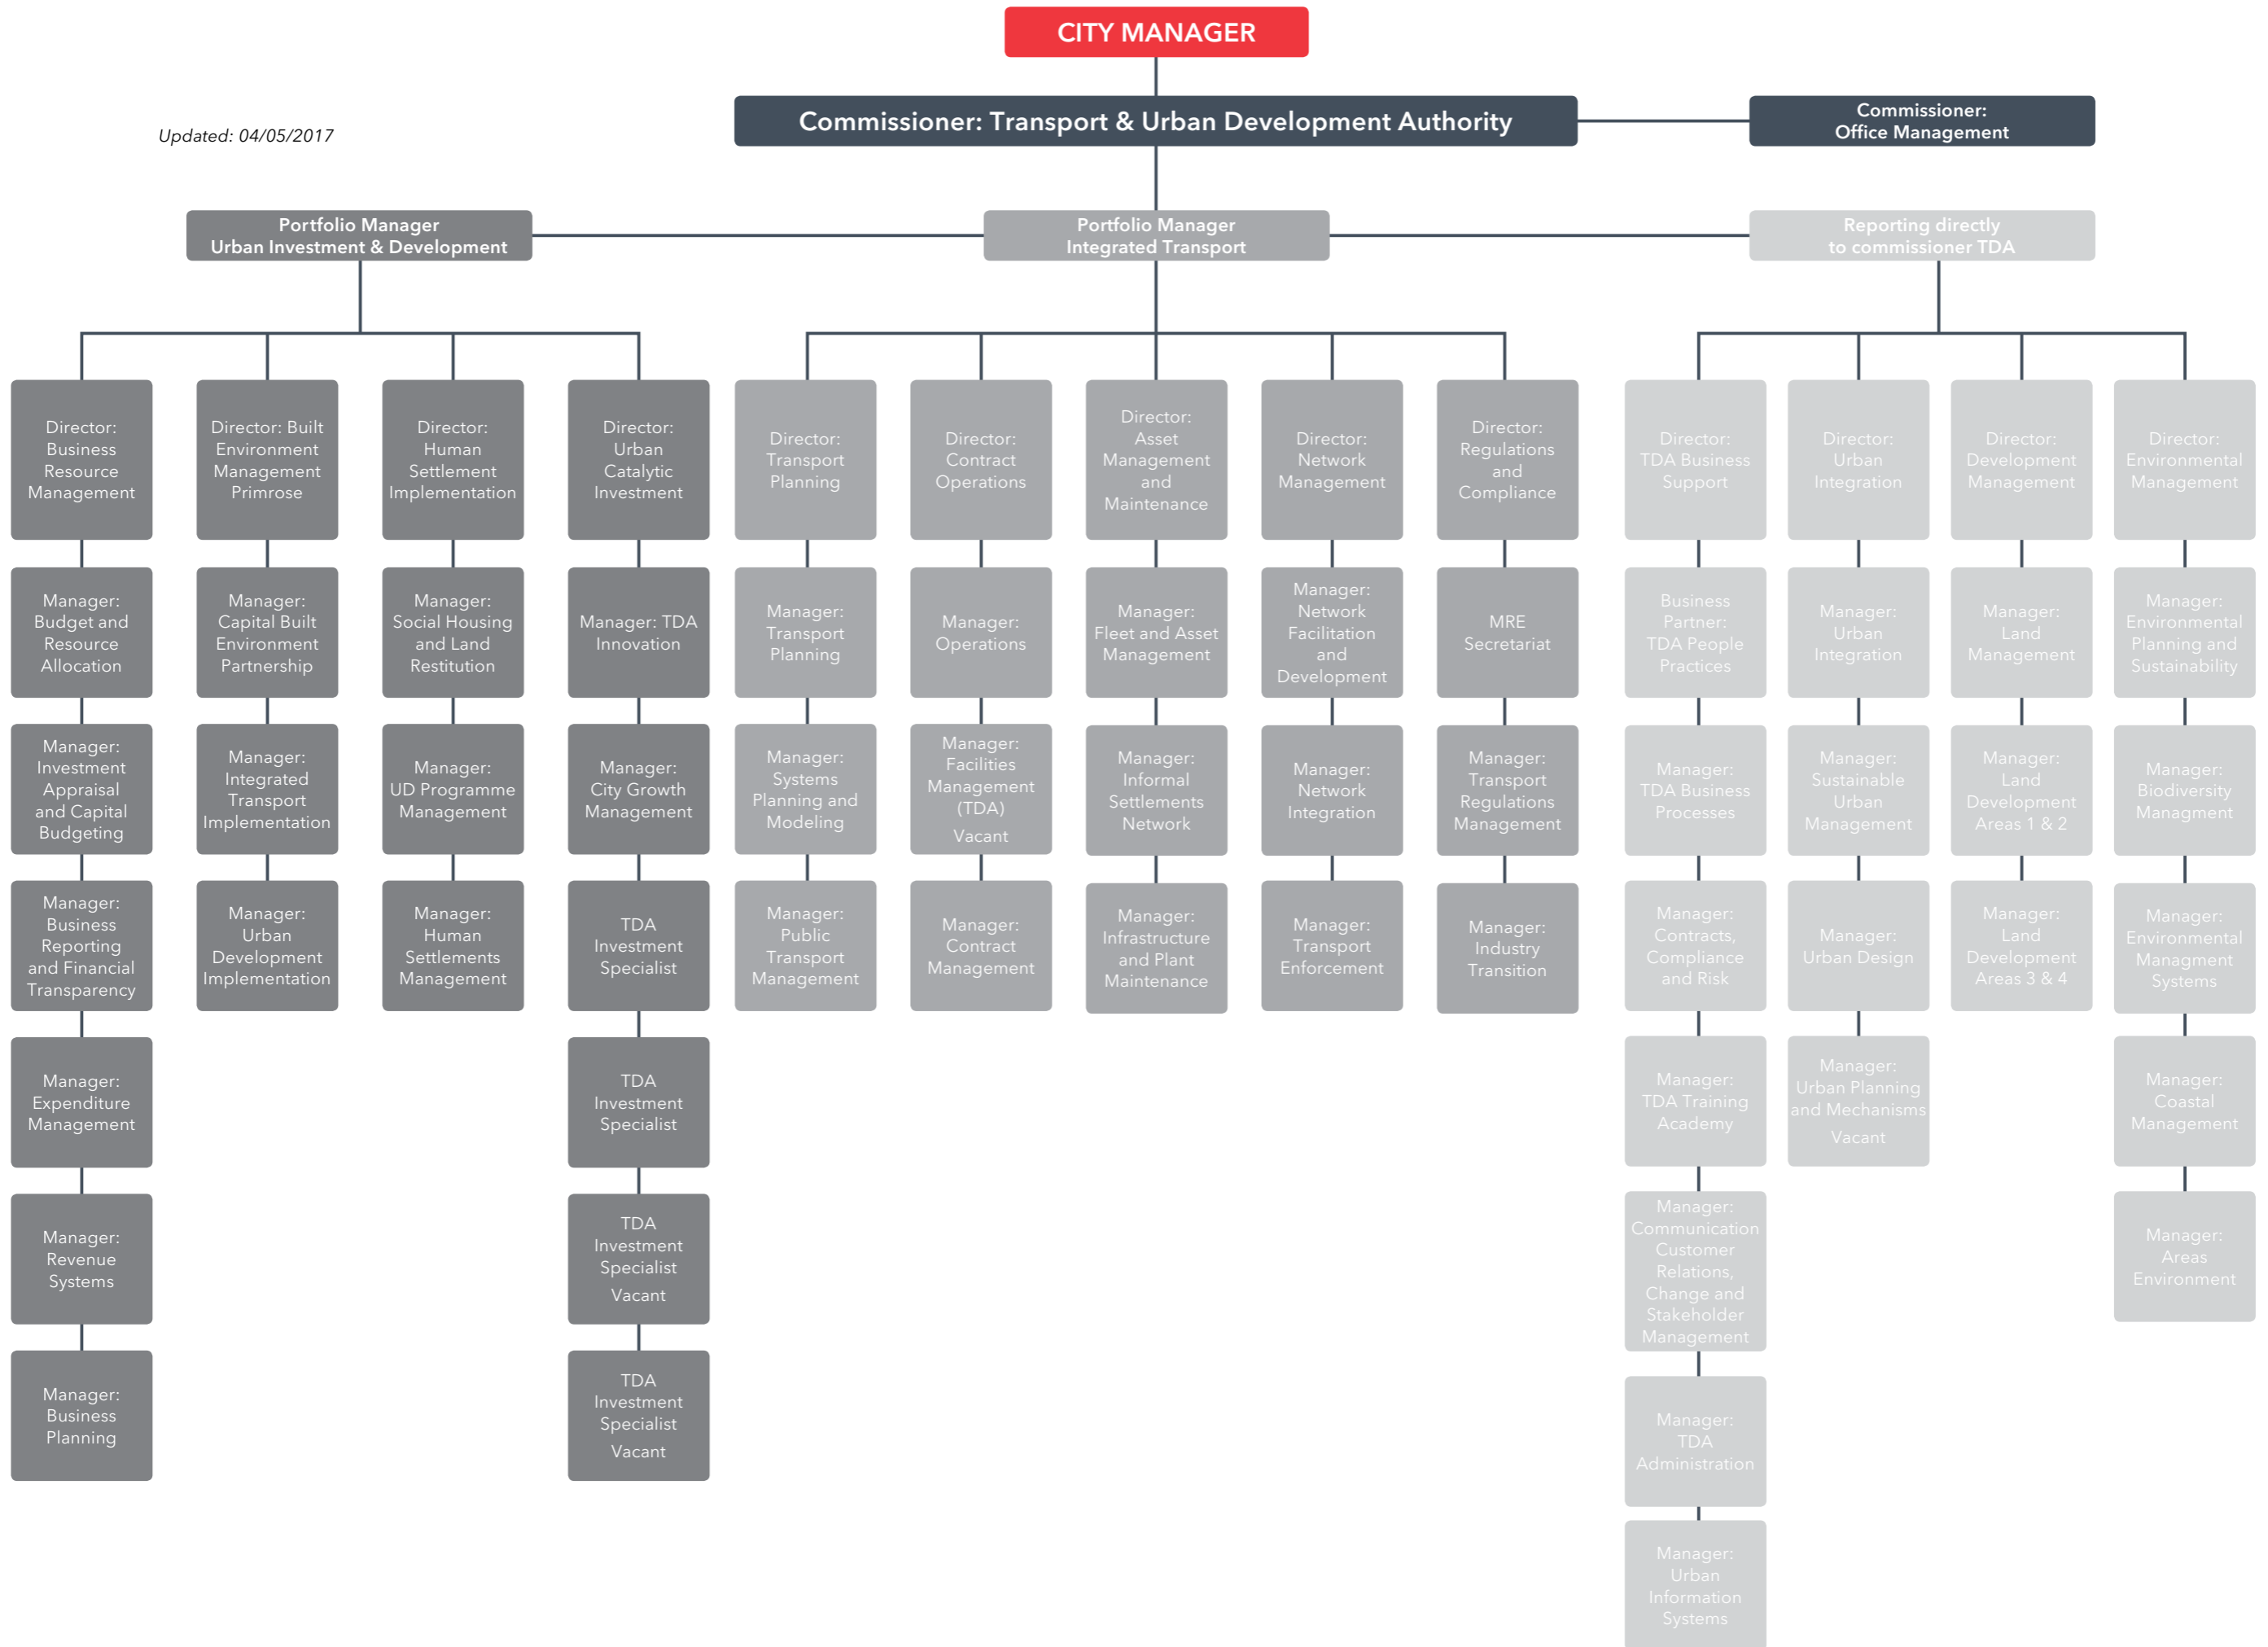 CITY MANAGER
Commissioner: Transport & Urban Development Authority
Commissioner:
Office Management
Updated: 04/05/2017
Portfolio Manager
Urban Investment & Development
Portfolio Manager
Integrated Transport
Reporting directly
to commissioner TDA
Director:
Business
Resource
Management
Director: Built
Environment
Management
Primrose
Director:
Human
Settlement
Implementation
Director:
Urban
Catalytic
Investment
Director:
Transport
Planning
Director:
Contract
Operations
Director:
Asset
Management
and
Maintenance
Director:
Network
Management
Director:
Regulations
and
Compliance
Director:
TDA Business
Support
Director:
Urban
Integration
Director:
Development
Management
Director:
Environmental
Management
Manager:
Budget and
Resource
Allocation
Manager:
Capital Built
Environment
Partnership
Manager:
Social Housing
and Land
Restitution
Manager: TDA
Innovation
Manager:
Transport
Planning
Manager:
Operations
Manager:
Fleet and Asset
Management
Manager:
Network
Facilitation
and
Development
MRE
Secretariat
Business
Partner:
TDA People
Practices
Manager:
Urban
Integration
Manager:
Land
Management
Manager:
Environmental
Planning and
Sustainability
Manager:
Investment
Appraisal
and Capital
Budgeting
Manager:
Integrated
Transport
Implementation
Manager:
UD Programme
Management
Manager:
City Growth
Management
Manager:
Systems
Planning and
Modeling
Manager:
Facilities
Management
(TDA)
Vacant
Manager:
Informal
Settlements
Network
Manager:
Network
Integration
Manager:
Transport
Regulations
Management
Manager:
TDA Business
Processes
Manager:
Sustainable
Urban
Management
Manager:
Land
Development
Areas 1 & 2
Manager:
Biodiversity
Managment
Manager:
Business
Reporting
and Financial
Transparency
Manager:
Urban
Development
Implementation
Manager:
Human
Settlements
Management
TDA
Investment
Specialist
Manager:
Public
Transport
Management
Manager:
Contract
Management
Manager:
Infrastructure
and Plant
Maintenance
Manager:
Transport
Enforcement
Manager:
Industry
Transition
Manager:
Contracts,
Compliance
and Risk
Manager:
Urban Design
Manager:
Land
Development
Areas 3 & 4
Manager:
Environmental
Managment
Systems
Manager:
Expenditure
Management
TDA
Investment
Specialist
Manager:
TDA Training
Academy
Manager:
Urban Planning
and Mechanisms
Vacant
Manager:
Coastal
Management
Manager:
Revenue
Systems
TDA
Investment
Specialist
Vacant
Manager:
Communication
Customer
Relations,
Change and
Stakeholder
Management
Manager:
Areas
Environment
Manager:
Business
Planning
TDA
Investment
Specialist
Vacant
Manager:
TDA
Administration
Manager:
Urban
Information
Systems